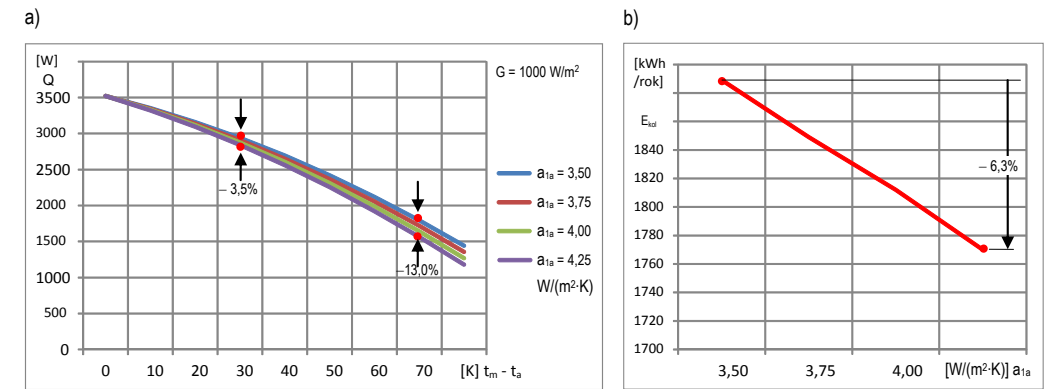 a)
[W]
Q
G = 1000 W/m²
3500
3000
2500
2000
1500
1000
500
0
– 3,5%
–13,0%
a₁ₐ = 3,50
a₁ₐ = 3,75
a₁ₐ = 4,00
a₁ₐ = 4,25
W/(m²·K)
0 10 20 30 40 50 60 70 [K] tₘ - tₐ
b)
[kWh
/rok]
Eₖₒₗ
1840
1820
1800
1780
1760
1740
1720
1700
– 6,3%
3,50 3,75 4,00 [W/(m²·K)] a₁ₐ